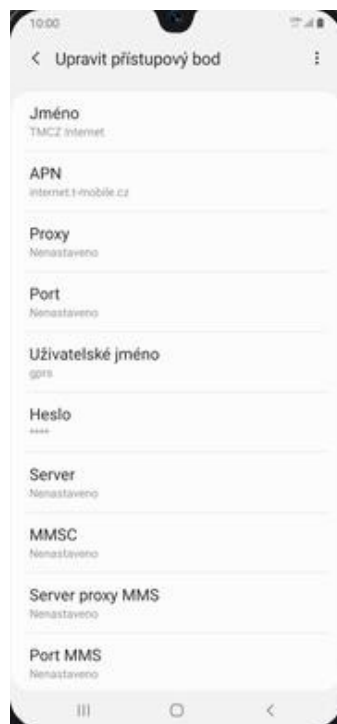 10:00
Upravit přístupový bod
Jméno
TMCZ Internet
APN
internet.t-mobile.cz
Proxy
Nenastaveno
Port
Nenastaveno
Uživatelské jméno
gprs
Heslo
****
Server
Nenastaveno
MMSC
Nenastaveno
Server proxy MMS
Nenastaveno
Port MMS
Nenastaveno